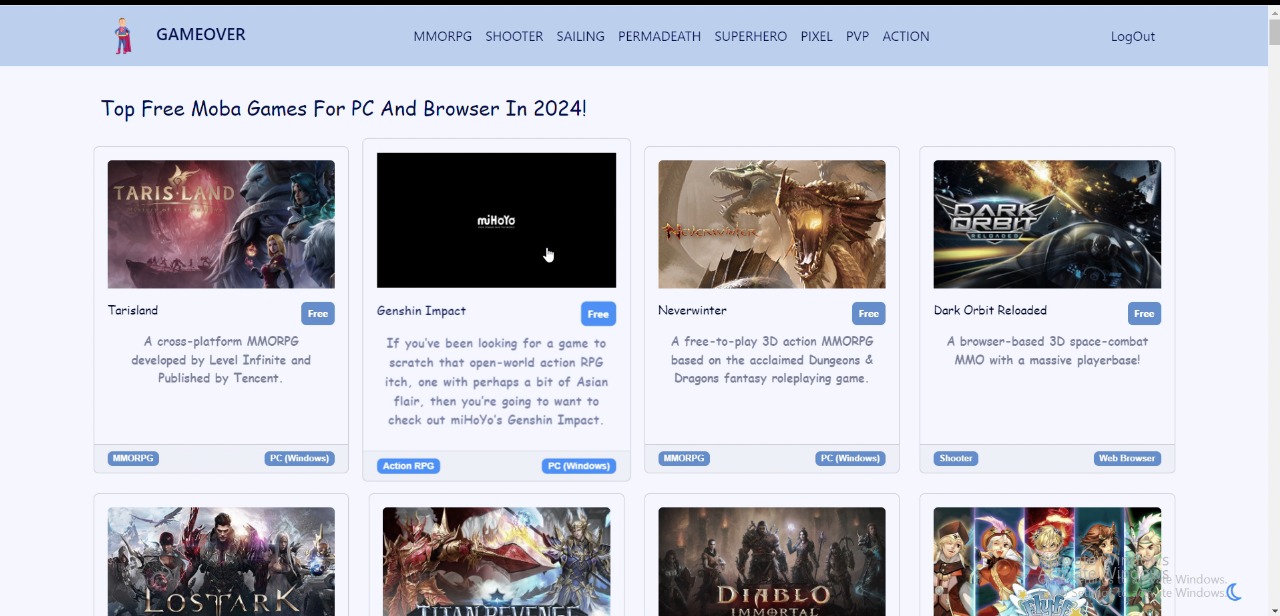 GAMEOVER
MMORPG SHOOTER SAILING PERMADEATH SUPERHERO PIXEL PVP ACTION
LogOut
Top Free Moba Games For PC And Browser In 2024!
TARISLAND
Tarisland
Free
A cross-platform MMORPG
developed by Level Infinite and
Published by Tencent.
MMORPG
PC (Windows)
miHoYo
Genshin Impact
Free
If you've been looking for a game to
scratch that open-world action RPG
itch, one with perhaps a bit of Asian
flair, then you're going to want to
check out miHoYo's Genshin Impact.
Action RPG
PC (Windows)
NEVERWINTER
Neverwinter
Free
A free-to-play 3D action MMORPG
based on the acclaimed Dungeons &
Dragons fantasy roleplaying game.
MMORPG
PC (Windows)
DARK
ORBIT
RELOADED
Dark Orbit Reloaded
Free
A browser-based 3D space-combat
MMO with a massive playerbase!
Shooter
Web Browser
LOSTARK
TITAN REVENGE
DIABLO
IMMORTAL
Windows.
Windows.